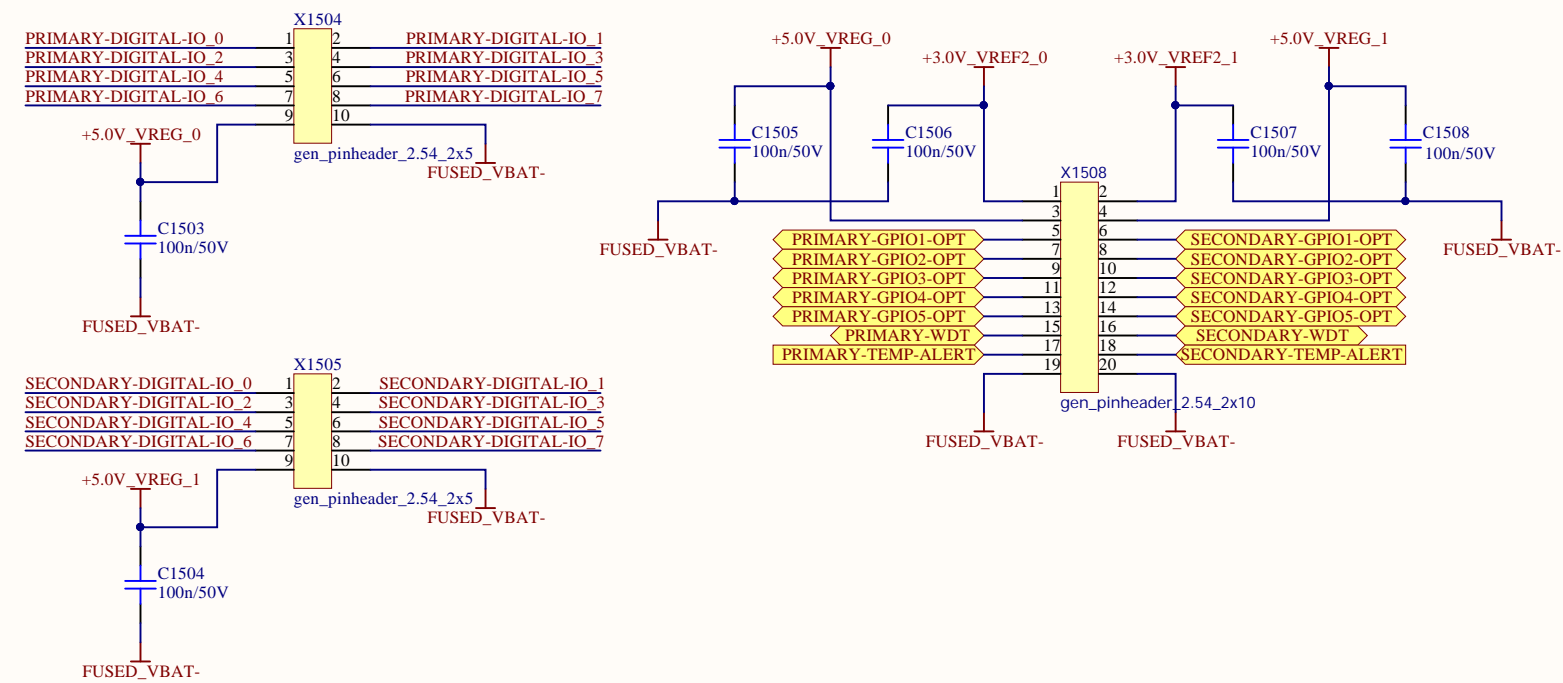 X1504
PRIMARY-DIGITAL-IO_0 1 2 PRIMARY-DIGITAL-IO_1
PRIMARY-DIGITAL-IO_2 3 4 PRIMARY-DIGITAL-IO_3
PRIMARY-DIGITAL-IO_4 5 6 PRIMARY-DIGITAL-IO_5
PRIMARY-DIGITAL-IO_6 7 8 PRIMARY-DIGITAL-IO_7
9 10
+5.0V_VREG_0
gen_pinheader_2.54_2x5
FUSED_VBAT-
C1503
100n/50V
FUSED_VBAT-
X1505
SECONDARY-DIGITAL-IO_0 1 2 SECONDARY-DIGITAL-IO_1
SECONDARY-DIGITAL-IO_2 3 4 SECONDARY-DIGITAL-IO_3
SECONDARY-DIGITAL-IO_4 5 6 SECONDARY-DIGITAL-IO_5
SECONDARY-DIGITAL-IO_6 7 8 SECONDARY-DIGITAL-IO_7
9 10
+5.0V_VREG_1
gen_pinheader_2.54_2x5
FUSED_VBAT-
C1504
100n/50V
FUSED_VBAT-
+5.0V_VREG_0 +5.0V_VREG_1
+3.0V_VREF2_0 +3.0V_VREF2_1
C1505 C1506 C1507 C1508
100n/50V 100n/50V 100n/50V 100n/50V
X1508
1 2
3 4
FUSED_VBAT- FUSED_VBAT-
PRIMARY-GPIO1-OPT 5 6 SECONDARY-GPIO1-OPT
PRIMARY-GPIO2-OPT 7 8 SECONDARY-GPIO2-OPT
PRIMARY-GPIO3-OPT 9 10 SECONDARY-GPIO3-OPT
PRIMARY-GPIO4-OPT 11 12 SECONDARY-GPIO4-OPT
PRIMARY-GPIO5-OPT 13 14 SECONDARY-GPIO5-OPT
PRIMARY-WDT 15 16 SECONDARY-WDT
PRIMARY-TEMP-ALERT 17 18 SECONDARY-TEMP-ALERT
19 20
gen_pinheader_2.54_2x10
FUSED_VBAT- FUSED_VBAT-